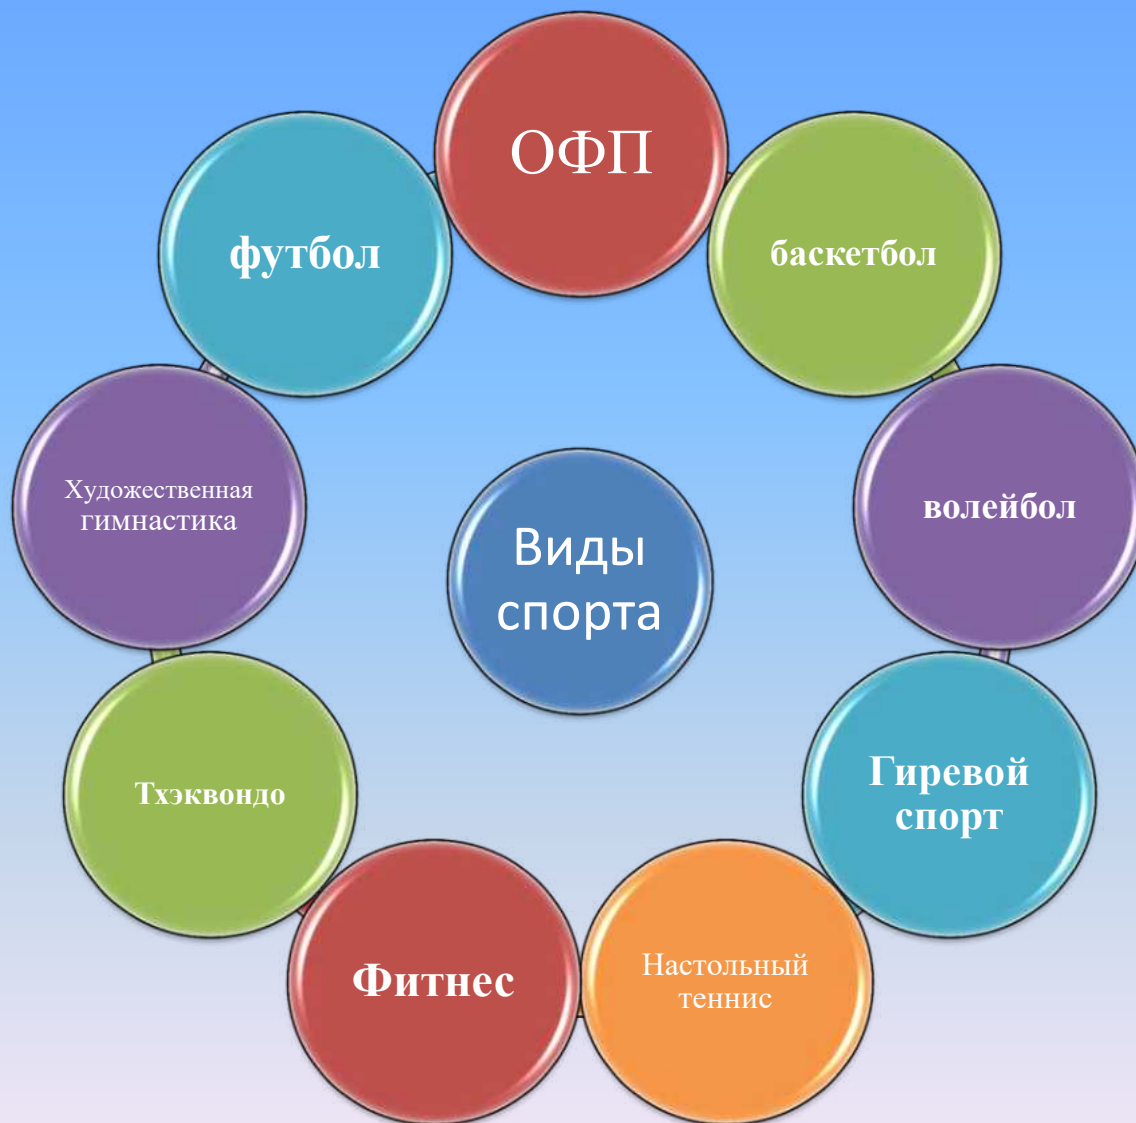 ОФП
баскетбол
волейбол
Гиревой
спорт
Настольный
теннис
Фитнес
Тхэквондо
Художественная
гимнастика
футбол
Виды
спорта